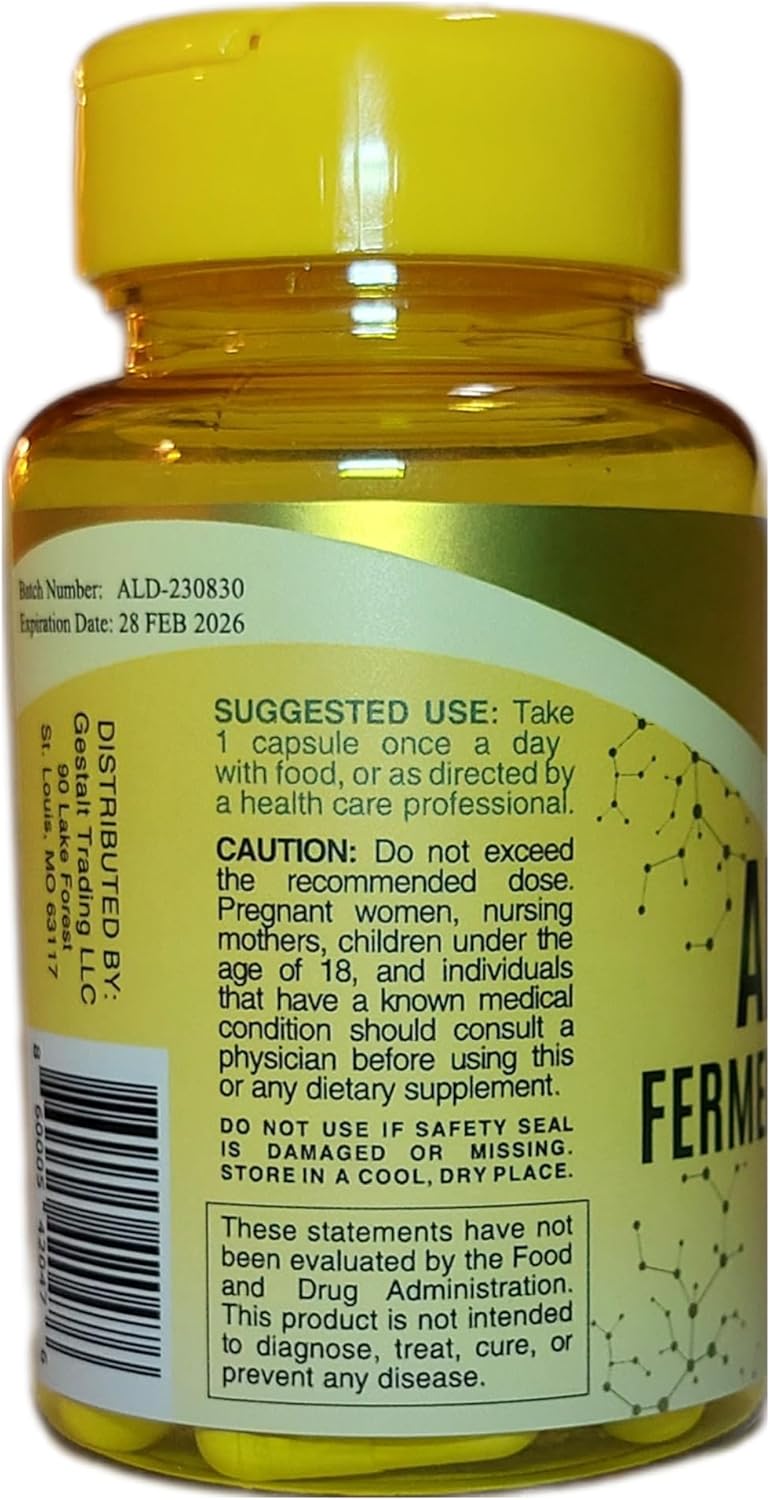 Batch Number: ALD-230830
Expiration Date: 28 FEB 2026
DISTRIBUTED BY:
Gestalt Trading LLC
90 Lake Forest
St. Louis, MO 63117
SUGGESTED USE: Take
1 capsule once a day
with food, or as directed by
a health care professional.
CAUTION: Do not exceed
the recommended dose.
Pregnant women, nursing
mothers, children under the
age of 18, and individuals
that have a known medical
condition should consult a
physician before using this
or any dietary supplement.
DO NOT USE IF SAFETY SEAL
IS DAMAGED OR MISSING.
STORE IN A COOL, DRY PLACE.
These statements have not
been evaluated by the Food
and Drug Administration.
This product is not intended
to diagnose, treat, cure, or
prevent any disease.
8 60005 42047 6
FERME